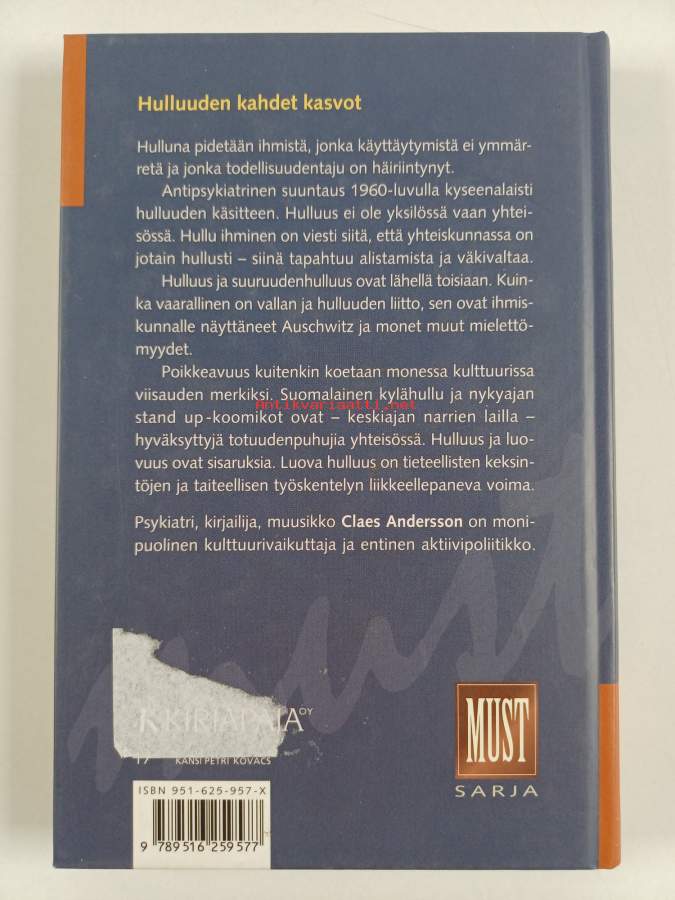 Hulluuden kahdet kasvot
Hulluna pidetään ihmistä, jonka käyttäytymistä ei ymmär-
retä ja jonka todellisuudentaju on häiriintynyt.
Antipsykiatrinen suuntaus 1960-luvulla kyseenalaisti
hulluuden käsitteen. Hulluus ei ole yksilössä vaan yhtei-
sössä. Hullu ihminen on viesti siitä, että yhteiskunnassa on
jotain hullusti – siinä tapahtuu alistamista ja väkivaltaa.
Hulluus ja suuruudenhulluus ovat lähellä toisiaan. Kuin-
ka vaarallinen on vallan ja hulluuden liitto, sen ovat ihmis-
kunnalle näyttäneet Auschwitz ja monet muut mielettö-
myydet.
Poikkeavuus kuitenkin koetaan monessa kulttuurissa
viisauden merkiksi. Suomalainen kylähullu ja nykyajan
Antikvariaatti.net
stand up-koomikot ovat – keskiajan narrien lailla –
hyväksyttyjä totuudenpuhujia yhteisössä. Hulluus ja luo-
vuus ovat sisaruksia. Luova hulluus on tieteellisten keksin-
töjen ja taiteellisen työskentelyn liikkeellepaneva voima.
Psykiatri, kirjailija, muusikko Claes Andersson on moni-
puolinen kulttuurivaikuttaja ja entinen aktiivipoliitikko.
must
KIRJAPAJA OY
KANSI PETRI KOVACS
MUST
SARJA
ISBN 951-625-957-X
9 789516 259577